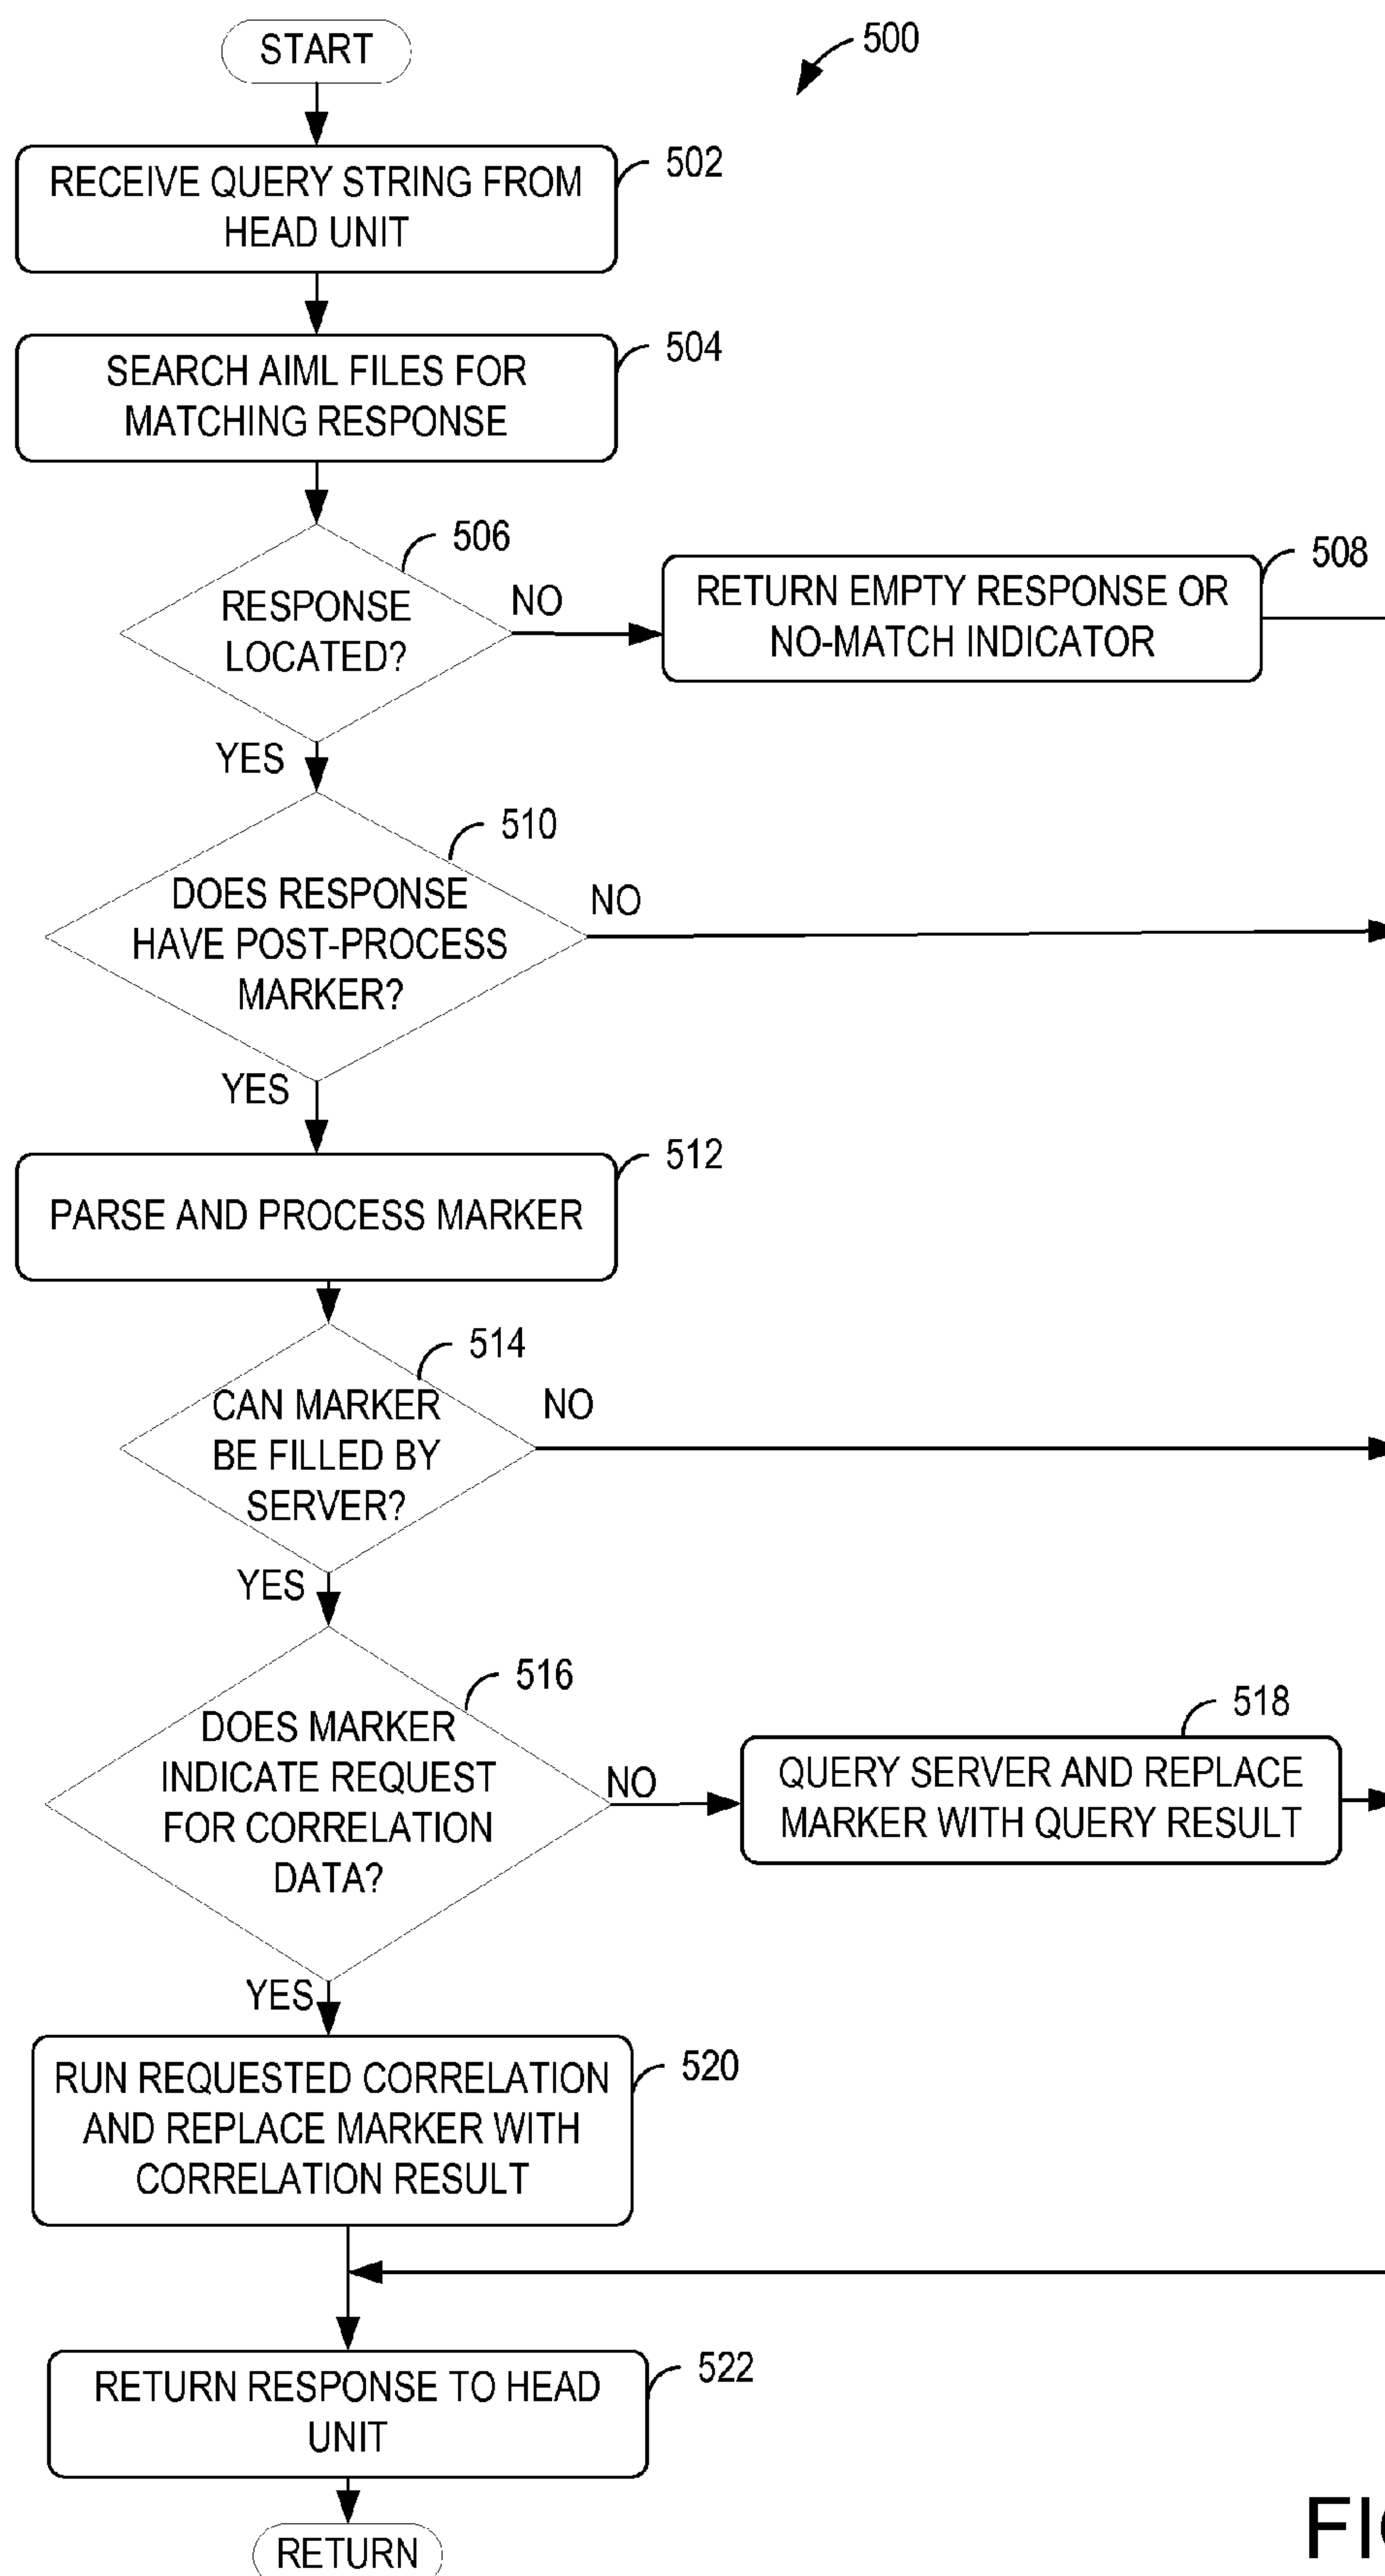 START
500
RECEIVE QUERY STRING FROM
HEAD UNIT
502
SEARCH AIML FILES FOR
MATCHING RESPONSE
504
506
RESPONSE
LOCATED?
NO
RETURN EMPTY RESPONSE OR
NO-MATCH INDICATOR
508
YES
510
DOES RESPONSE
HAVE POST-PROCESS
MARKER?
NO
YES
512
PARSE AND PROCESS MARKER
514
CAN MARKER
BE FILLED BY
SERVER?
NO
YES
516
DOES MARKER
INDICATE REQUEST
FOR CORRELATION
DATA?
NO
518
QUERY SERVER AND REPLACE
MARKER WITH QUERY RESULT
YES
RUN REQUESTED CORRELATION
AND REPLACE MARKER WITH
CORRELATION RESULT
520
RETURN RESPONSE TO HEAD
UNIT
522
RETURN